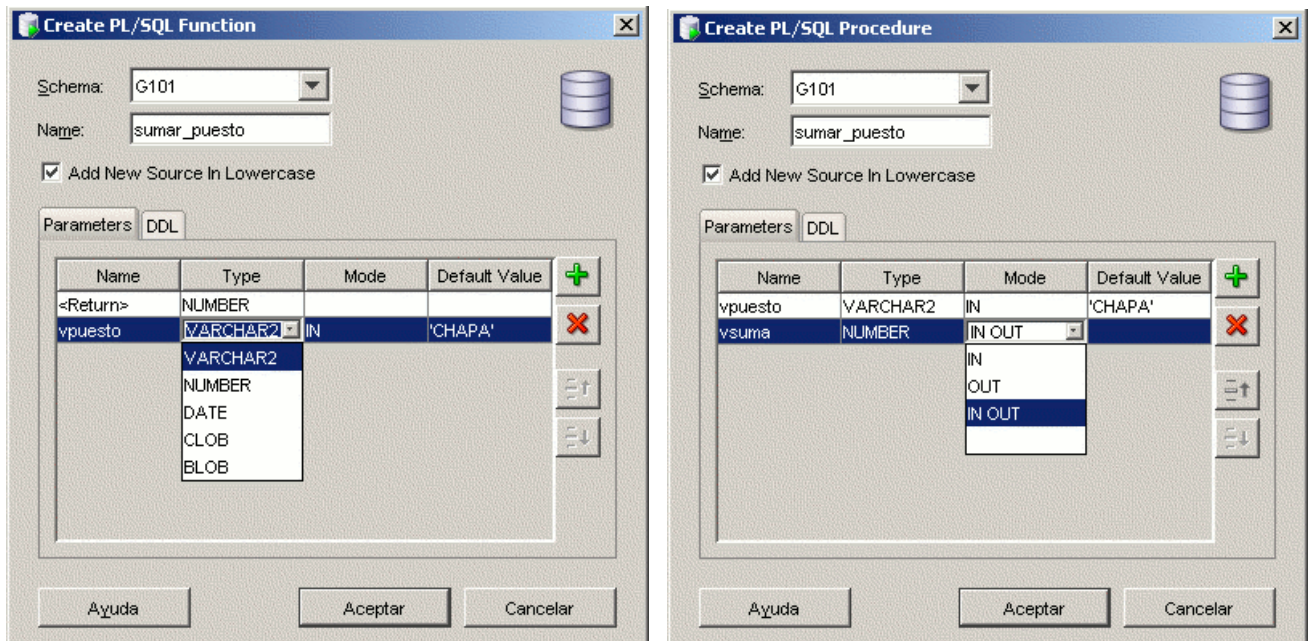 Create PL/SQL Function
Schema: G101
Name: sumar_puesto
Add New Source In Lowercase
Parameters DDL
Name Type Mode Default Value
<Return> NUMBER
vpuesto VARCHAR2 IN 'CHAPA'
VARCHAR2
NUMBER
DATE
CLOB
BLOB
Ayuda Aceptar Cancelar
Create PL/SQL Procedure
Schema: G101
Name: sumar_puesto
Add New Source In Lowercase
Parameters DDL
Name Type Mode Default Value
vpuesto VARCHAR2 IN 'CHAPA'
vsuma NUMBER IN OUT
IN
OUT
IN OUT
Ayuda Aceptar Cancelar